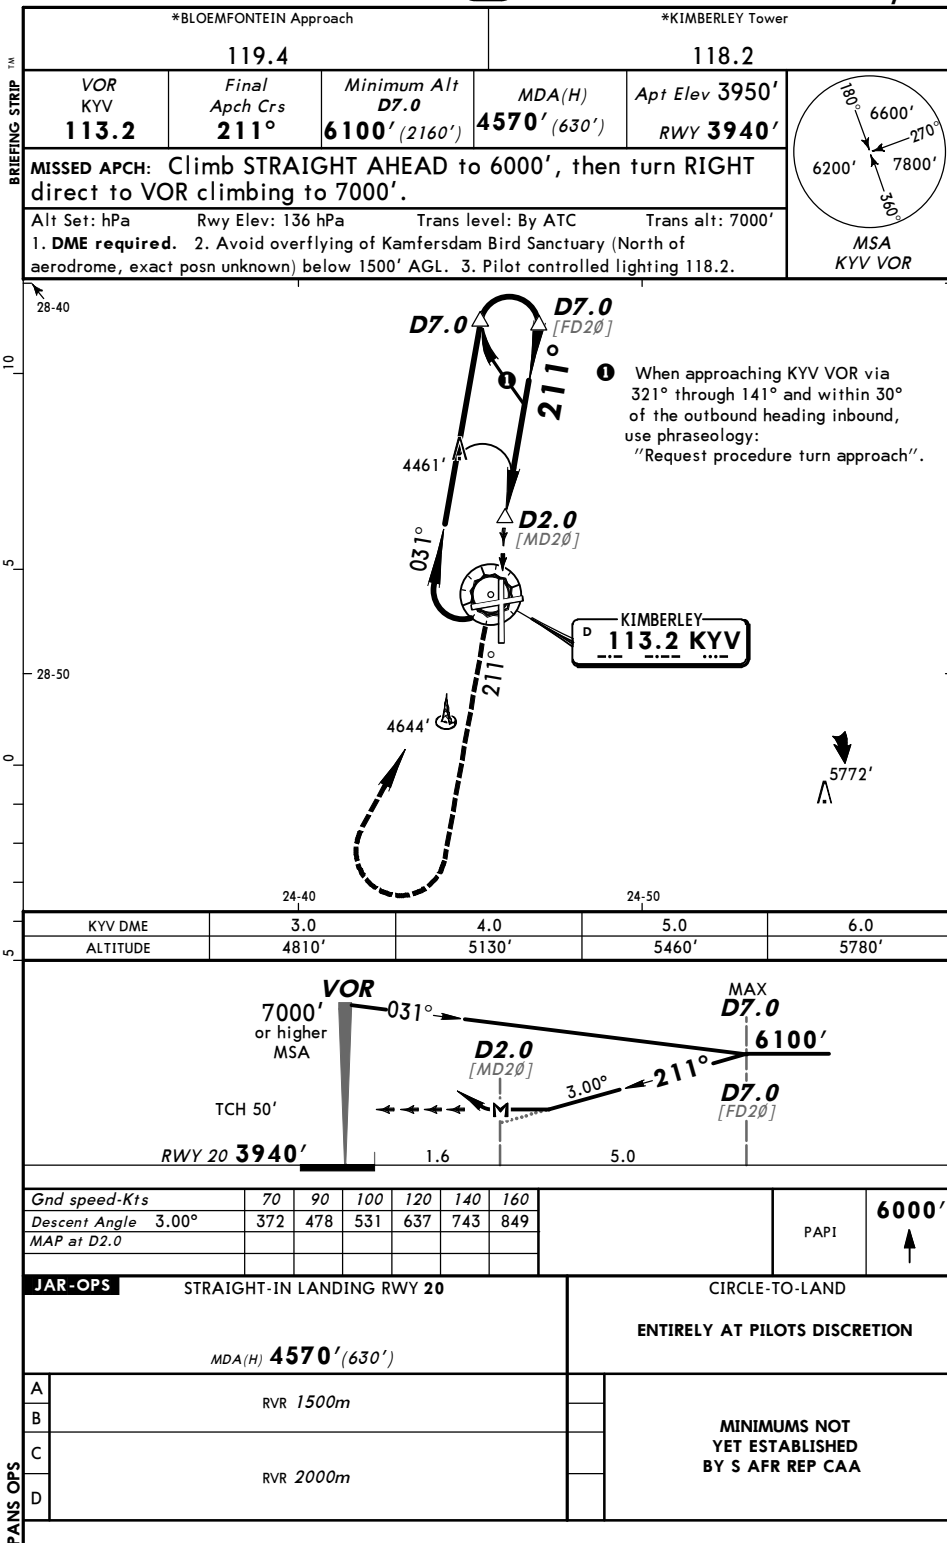 *BLOEMFONTEIN Approach
119.4
*KIMBERLEY Tower
118.2
BRIEFING STRIP TM
VOR
KYV
113.2
Final
Apch Crs
211°
Minimum Alt
D7.0
6100' (2160')
MDA(H)
4570' (630')
Apt Elev 3950'
RWY 3940'
MISSED APCH: Climb STRAIGHT AHEAD to 6000', then turn RIGHT
direct to VOR climbing to 7000'.
Alt Set: hPa Rwy Elev: 136 hPa Trans level: By ATC Trans alt: 7000'
1. DME required. 2. Avoid overflying of Kamfersdam Bird Sanctuary (North of
aerodrome, exact posn unknown) below 1500' AGL. 3. Pilot controlled lighting 118.2.
180°
6600'
270°
6200'
7800'
360°
MSA
KYV VOR
28-40
D7.0
D7.0
[FD20]
211°
1
1 When approaching KYV VOR via
321° through 141° and within 30°
of the outbound heading inbound,
use phraseology:
"Request procedure turn approach".
10
4461'
D2.0
[MD20]
031°
5
KIMBERLEY
D 113.2 KYV
28-50
211°
4644'
0
5772'
24-40
24-50
5
KYV DME 3.0 4.0 5.0 6.0
ALTITUDE 4810' 5130' 5460' 5780'
VOR
7000'
or higher
MSA
031°
MAX
D7.0
6100'
D2.0
[MD20]
3.00°
211°
D7.0
[FD20]
M
TCH 50'
RWY 20 3940'
1.6
5.0
Gnd speed-Kts 70 90 100 120 140 160
Descent Angle 3.00° 372 478 531 637 743 849
MAP at D2.0
PAPI
6000'
JAR-OPS
STRAIGHT-IN LANDING RWY 20
CIRCLE-TO-LAND
ENTIRELY AT PILOTS DISCRETION
MDA(H) 4570' (630')
A
B
RVR 1500m
C
D
RVR 2000m
MINIMUMS NOT
YET ESTABLISHED
BY S AFR REP CAA
PANS OPS